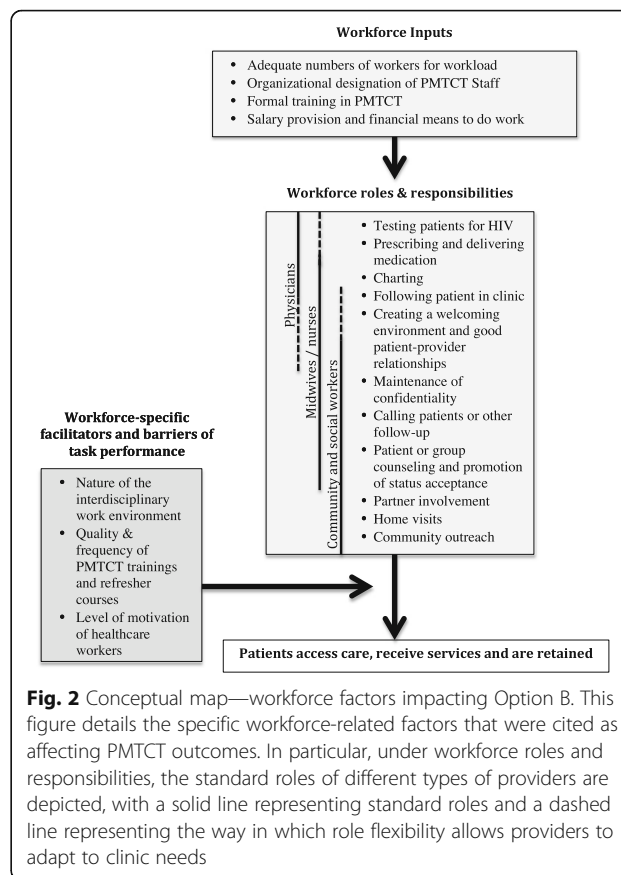 Workforce Inputs
• Adequate numbers of workers for workload
• Organizational designation of PMTCT Staff
• Formal training in PMTCT
• Salary provision and financial means to do work
Workforce roles & responsibilities
Physicians
Midwives / nurses
Community and social workers
• Testing patients for HIV
• Prescribing and delivering
medication
• Charting
• Following patient in clinic
• Creating a welcoming
environment and good
patient-provider
relationships
• Maintenance of
confidentiality
• Calling patients or other
follow-up
• Patient or group
counseling and promotion
of status acceptance
• Partner involvement
• Home visits
• Community outreach
Workforce-specific
facilitators and barriers of
task performance
• Nature of the
interdisciplinary
work environment
• Quality &
frequency of
PMTCT trainings
and refresher
courses
• Level of motivation
of healthcare
workers
Patients access care, receive services and are retained
Fig. 2 Conceptual map—workforce factors impacting Option B. This
figure details the specific workforce-related factors that were cited as
affecting PMTCT outcomes. In particular, under workforce roles and
responsibilities, the standard roles of different types of providers are
depicted, with a solid line representing standard roles and a dashed
line representing the way in which role flexibility allows providers to
adapt to clinic needs